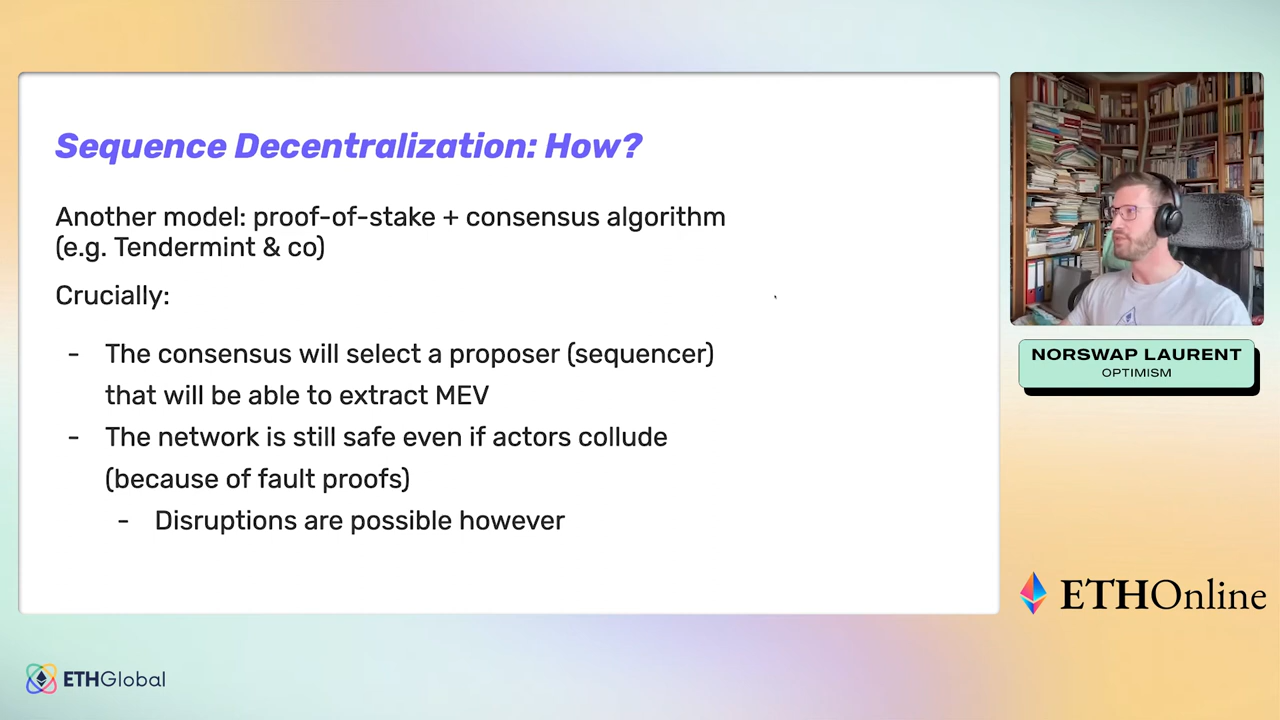 Sequence Decentralization: How?
Another model: proof-of-stake + consensus algorithm
(e.g. Tendermint & co)
Crucially:
- The consensus will select a proposer (sequencer)
that will be able to extract MEV
- The network is still safe even if actors collude
(because of fault proofs)
- Disruptions are possible however
NORSWAP LAURENT
OPTIMISM
ETHOnline
ETHGlobal